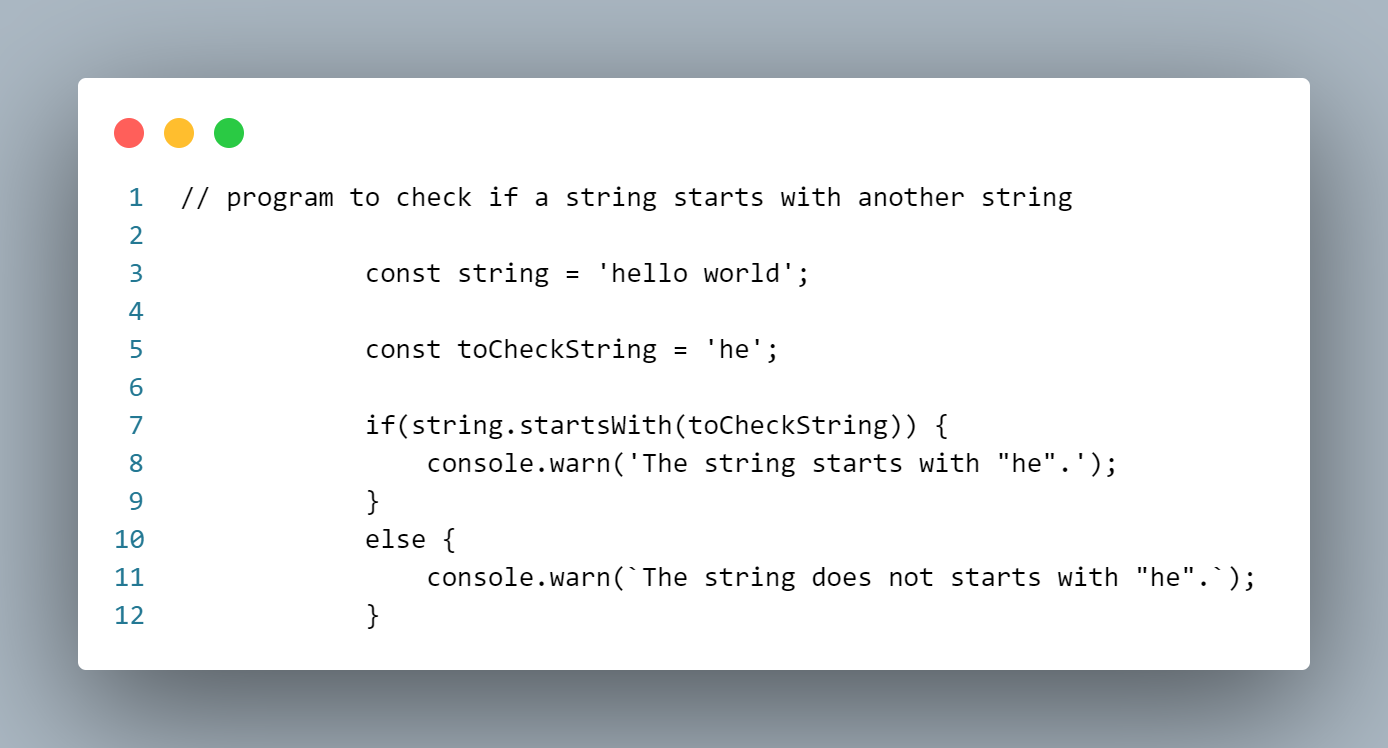 1 // program to check if a string starts with another string
2
3 const string = 'hello world';
4
5 const toCheckString = 'he';
6
7 if(string.startsWith(toCheckString)) {
8 console.warn('The string starts with "he".');
9 }
10 else {
11 console.warn(`The string does not starts with "he".`);
12 }